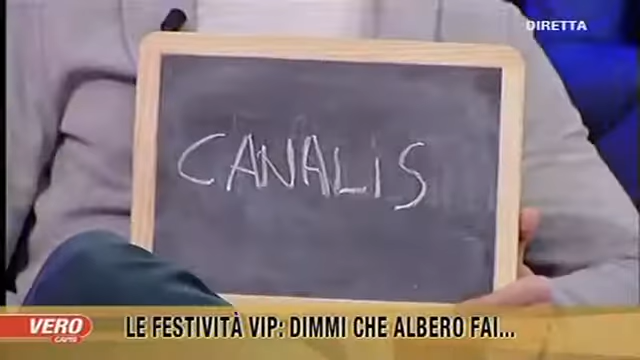 DIRETTA
CANALIS
VERO
CAPRI
LE FESTIVITÀ VIP: DIMMI CHE ALBERO FAI...